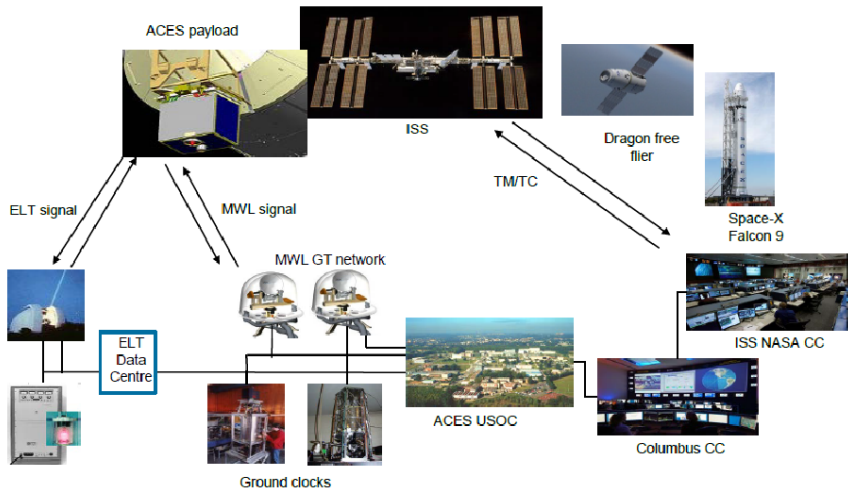 ACES payload
ISS
Dragon free
flier
TM/TC
Space-X
Falcon 9
ELT signal
MWL signal
MWL GT network
ISS NASA CC
ELT
Data
Centre
ACES USOC
Columbus CC
Ground clocks